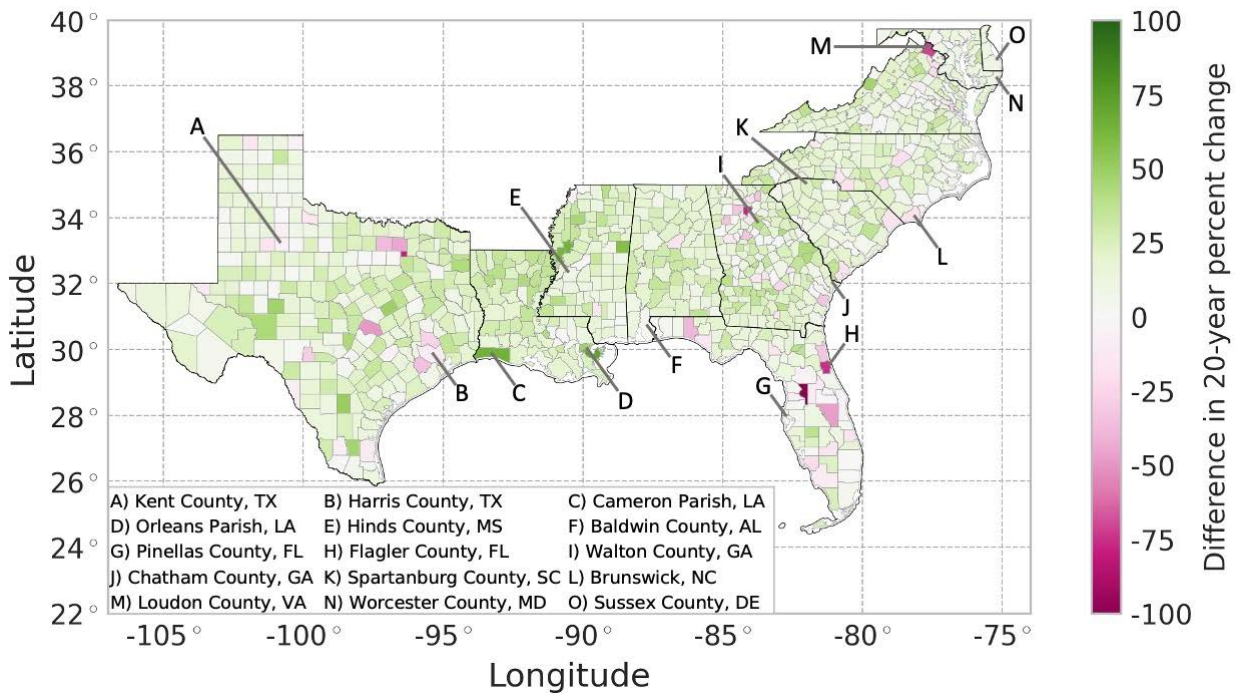 40°
38°
36°
34°
32°
30°
28°
26°
24°
22°
Latitude
-105° -100° -95° -90° -85° -80° -75°
Longitude
A
B
C
D
E
F
G
H
I
J
K
L
M
N
O
A) Kent County, TX B) Harris County, TX C) Cameron Parish, LA
D) Orleans Parish, LA E) Hinds County, MS F) Baldwin County, AL
G) Pinellas County, FL H) Flagler County, FL I) Walton County, GA
J) Chatham County, GA K) Spartanburg County, SC L) Brunswick, NC
M) Loudon County, VA N) Worcester County, MD O) Sussex County, DE
100
75
50
25
0
-25
-50
-75
-100
Difference in 20-year percent change